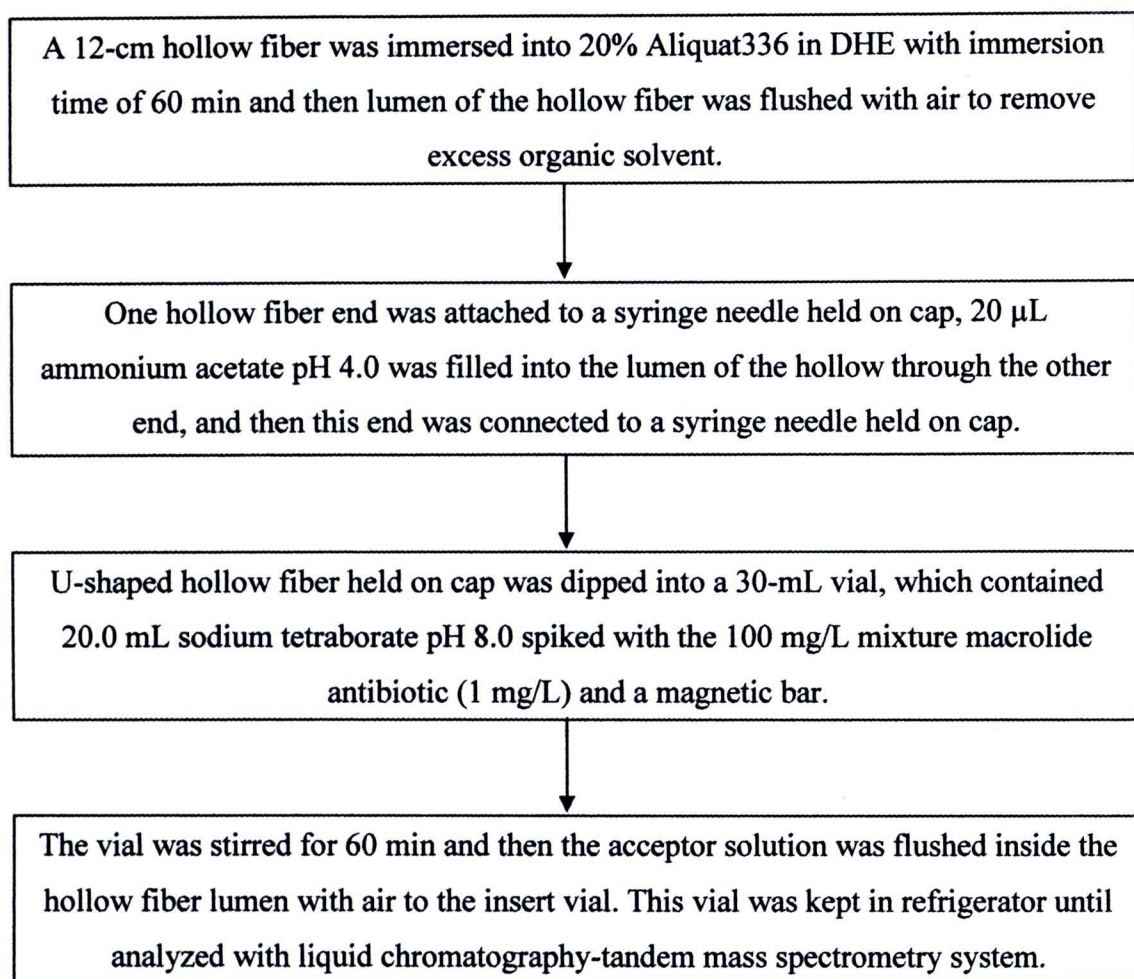 A 12-cm hollow fiber was immersed into 20% Aliquat336 in DHE with immersion
time of 60 min and then lumen of the hollow fiber was flushed with air to remove
excess organic solvent.
One hollow fiber end was attached to a syringe needle held on cap, 20 µL
ammonium acetate pH 4.0 was filled into the lumen of the hollow through the other
end, and then this end was connected to a syringe needle held on cap.
U-shaped hollow fiber held on cap was dipped into a 30-mL vial, which contained
20.0 mL sodium tetraborate pH 8.0 spiked with the 100 mg/L mixture macrolide
antibiotic (1 mg/L) and a magnetic bar.
The vial was stirred for 60 min and then the acceptor solution was flushed inside the
hollow fiber lumen with air to the insert vial. This vial was kept in refrigerator until
analyzed with liquid chromatography-tandem mass spectrometry system.